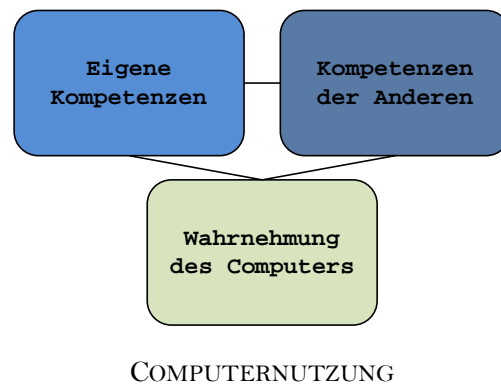 Eigene
Kompetenzen
Kompetenzen
der Anderen
Wahrnehmung
des Computers
COMPUTERNUTZUNG